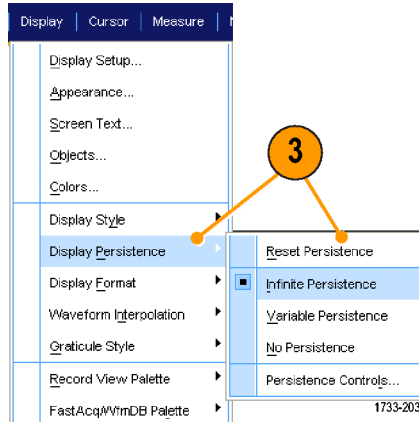 Display Cursor Measure
Display Setup...
Appearance...
Screen Text...
Objects...
Colors...
3
Display Style
Display Persistence
Reset Persistence
Display Format
Infinite Persistence
Waveform Interpolation
Variable Persistence
Graticule Style
No Persistence
Record View Palette
Persistence Controls...
FastAcq/WfmDB Palette
1733-203